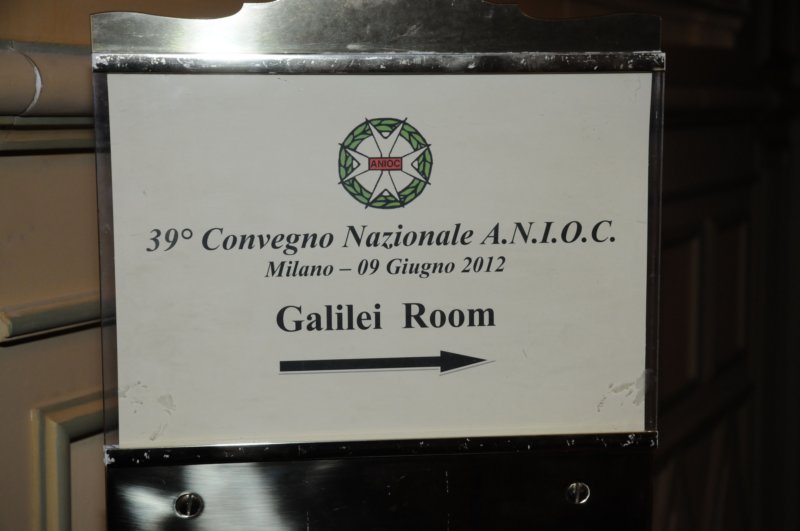 ANIOC
39° Convegno Nazionale A.N.I.O.C.
Milano – 09 Giugno 2012
Galilei Room